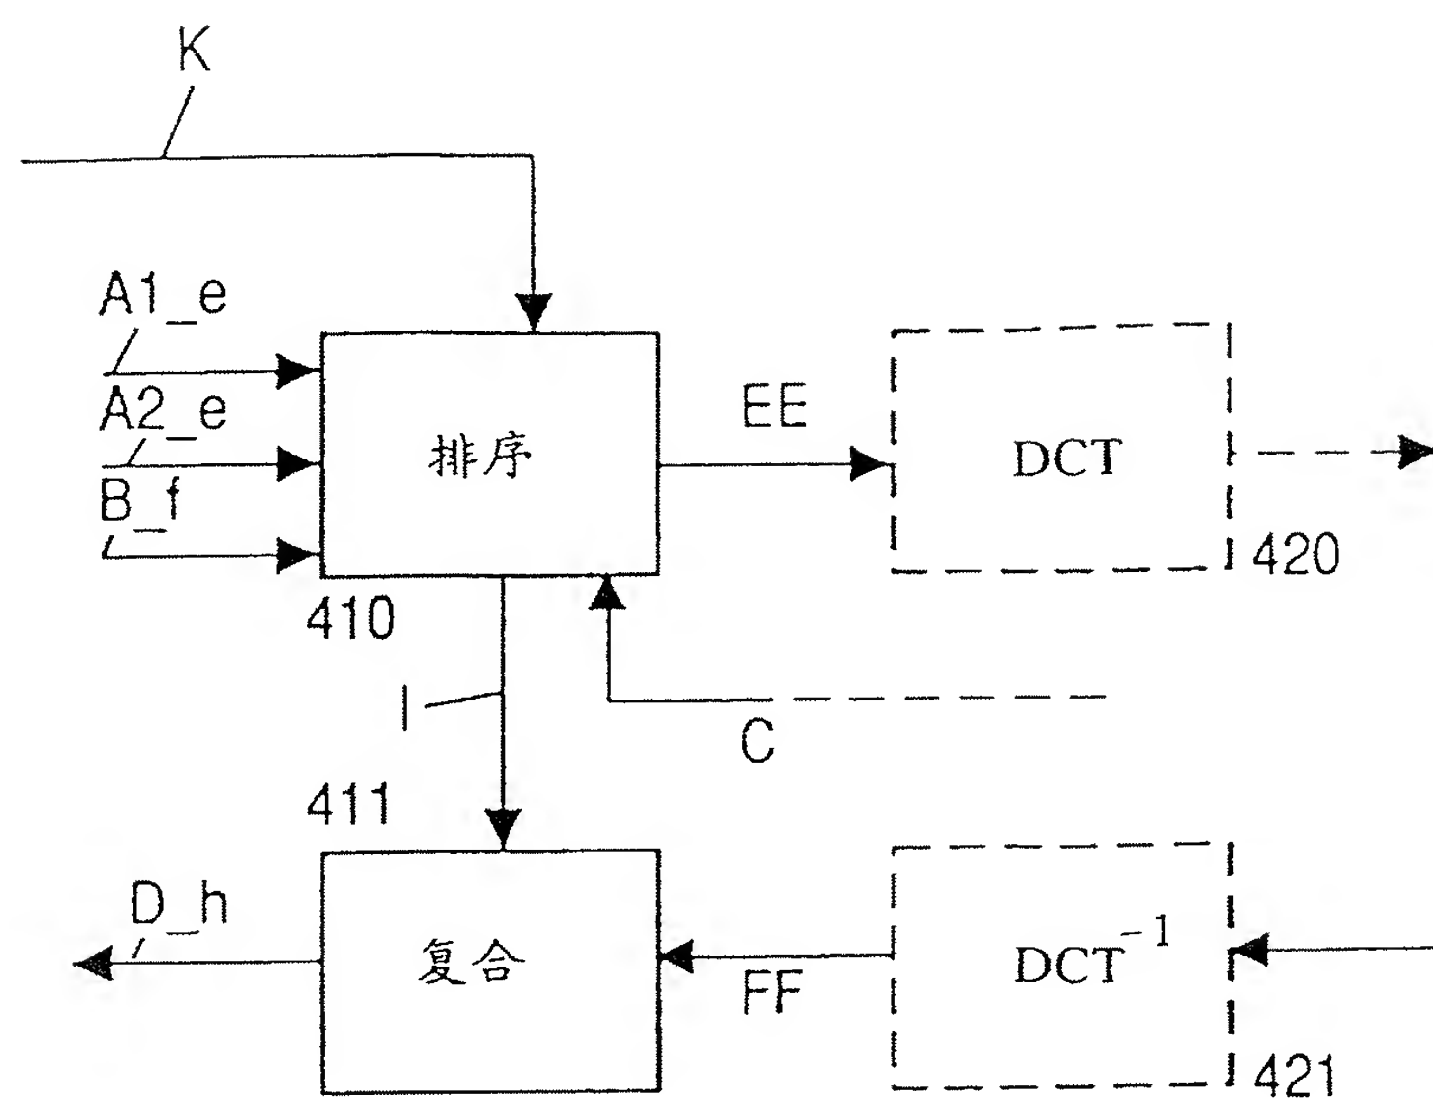 K
A1_e
A2_e
B_f
排序
EE
DCT
420
410
I
C
411
D_h
复合
FF
DCT⁻¹
421